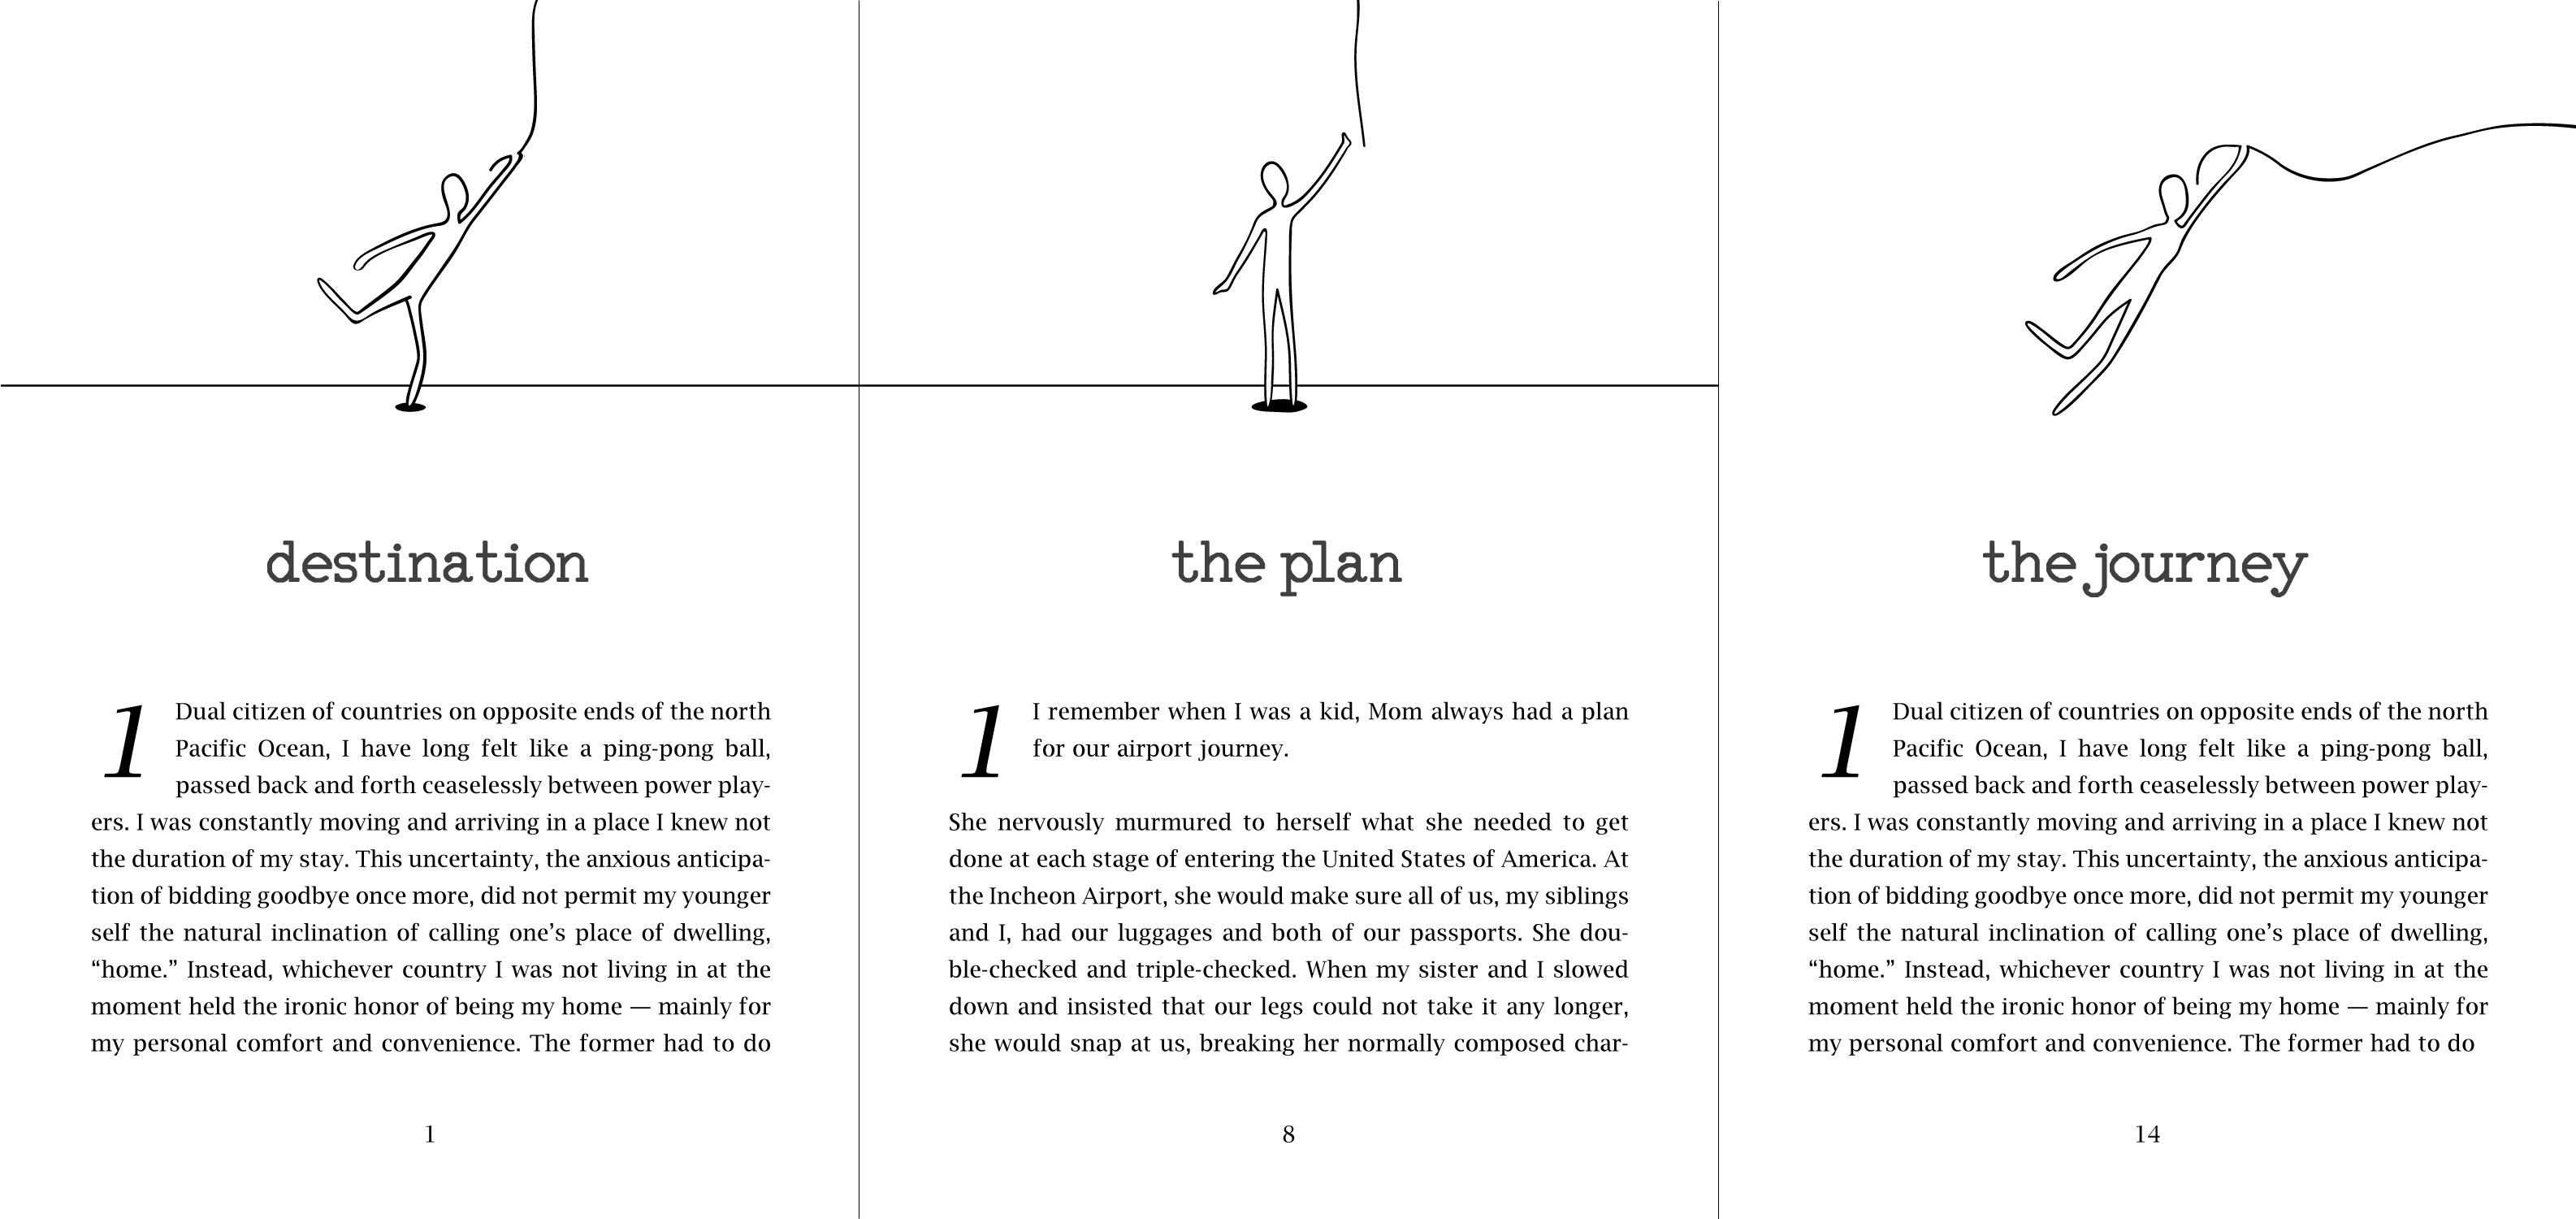 destination
1
Dual citizen of countries on opposite ends of the north
Pacific Ocean, I have long felt like a ping-pong ball,
passed back and forth ceaselessly between power play-
ers. I was constantly moving and arriving in a place I knew not
the duration of my stay. This uncertainty, the anxious anticipa-
tion of bidding goodbye once more, did not permit my younger
self the natural inclination of calling one’s place of dwelling,
“home.” Instead, whichever country I was not living in at the
moment held the ironic honor of being my home — mainly for
my personal comfort and convenience. The former had to do
1
the plan
1
I remember when I was a kid, Mom always had a plan
for our airport journey.
She nervously murmured to herself what she needed to get
done at each stage of entering the United States of America. At
the Incheon Airport, she would make sure all of us, my siblings
and I, had our luggages and both of our passports. She dou-
ble-checked and triple-checked. When my sister and I slowed
down and insisted that our legs could not take it any longer,
she would snap at us, breaking her normally composed char-
8
the journey
1
Dual citizen of countries on opposite ends of the north
Pacific Ocean, I have long felt like a ping-pong ball,
passed back and forth ceaselessly between power play-
ers. I was constantly moving and arriving in a place I knew not
the duration of my stay. This uncertainty, the anxious anticipa-
tion of bidding goodbye once more, did not permit my younger
self the natural inclination of calling one’s place of dwelling,
“home.” Instead, whichever country I was not living in at the
moment held the ironic honor of being my home — mainly for
my personal comfort and convenience. The former had to do
14